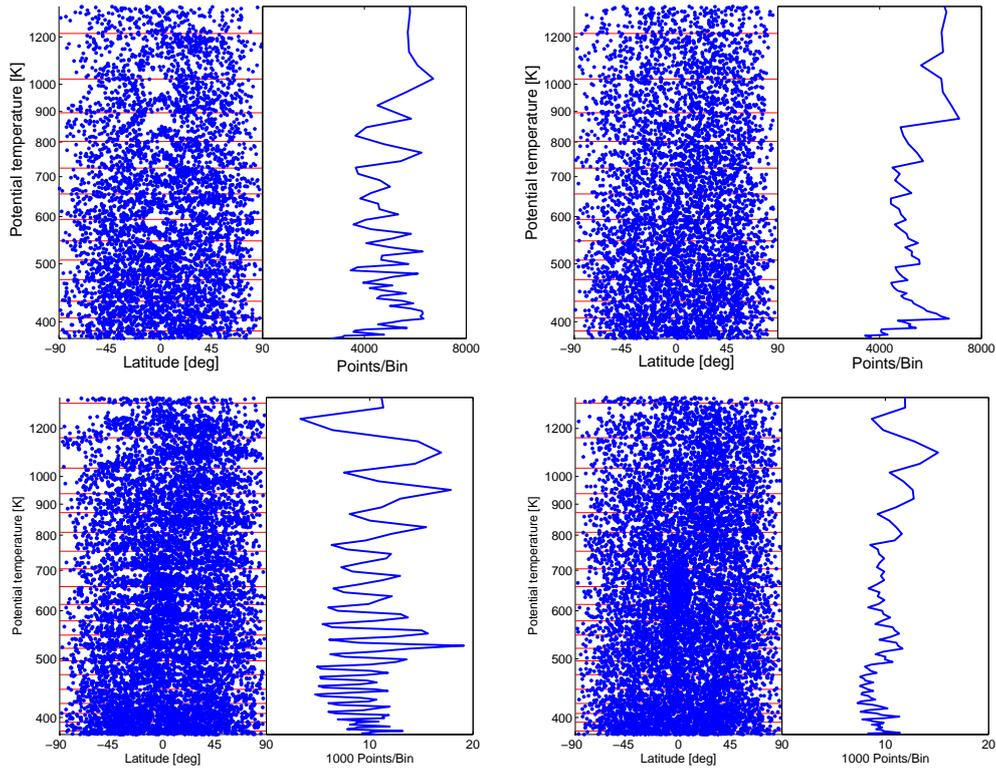 1200
1000
900
800
700
600
500
400
Potential temperature [K]
−90 −45 0 45 90 4000 8000
Latitude [deg] Points/Bin
1200
1000
900
800
700
600
500
400
Potential temperature [K]
−90 −45 0 45 90 4000 8000
Latitude [deg] Points/Bin
1200
1000
900
800
700
600
500
400
Potential temperature [K]
−90 −45 0 45 90 10 20
Latitude [deg] 1000 Points/Bin
1200
1000
900
800
700
600
500
400
Potential temperature [K]
−90 −45 0 45 90 10 20
Latitude [deg] 1000 Points/Bin